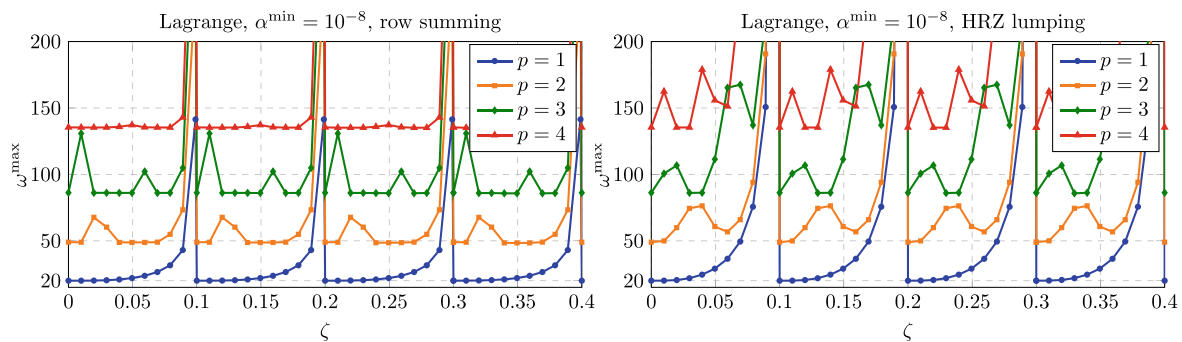 Lagrange, α^min = 10^−8, row summing
200
150
100
50
20
ω^max
0
0.05
0.1
0.15
0.2
0.25
0.3
0.35
0.4
ζ
p = 1
p = 2
p = 3
p = 4
Lagrange, α^min = 10^−8, HRZ lumping
200
150
100
50
20
ω^max
0
0.05
0.1
0.15
0.2
0.25
0.3
0.35
0.4
ζ
p = 1
p = 2
p = 3
p = 4